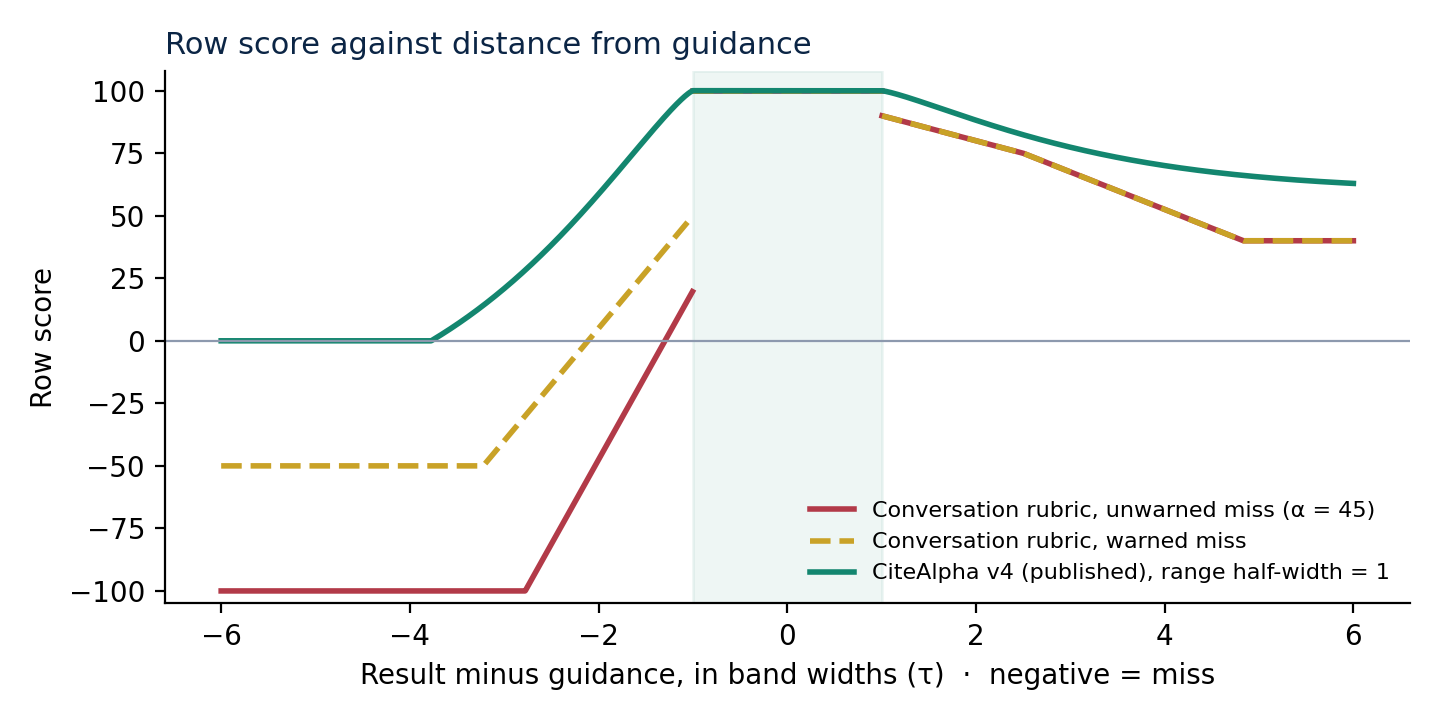 Row score against distance from guidance
100
75
50
25
0
−25
−50
−75
−100
Row score
Conversation rubric, unwarned miss (α = 45)
Conversation rubric, warned miss
CiteAlpha v4 (published), range half-width = 1
−6 −4 −2 0 2 4 6
Result minus guidance, in band widths (τ) · negative = miss